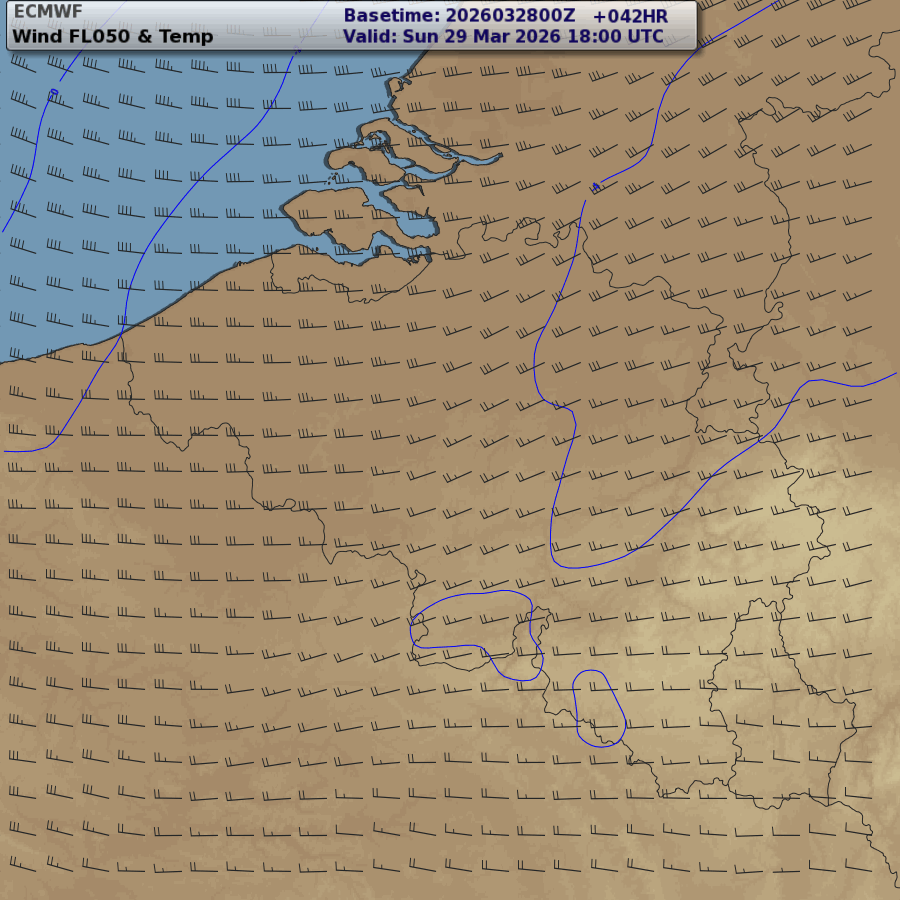 ECMWF
Wind FL050 & Temp
Basetime: 2026032800Z +042HR
Valid: Sun 29 Mar 2026 18:00 UTC